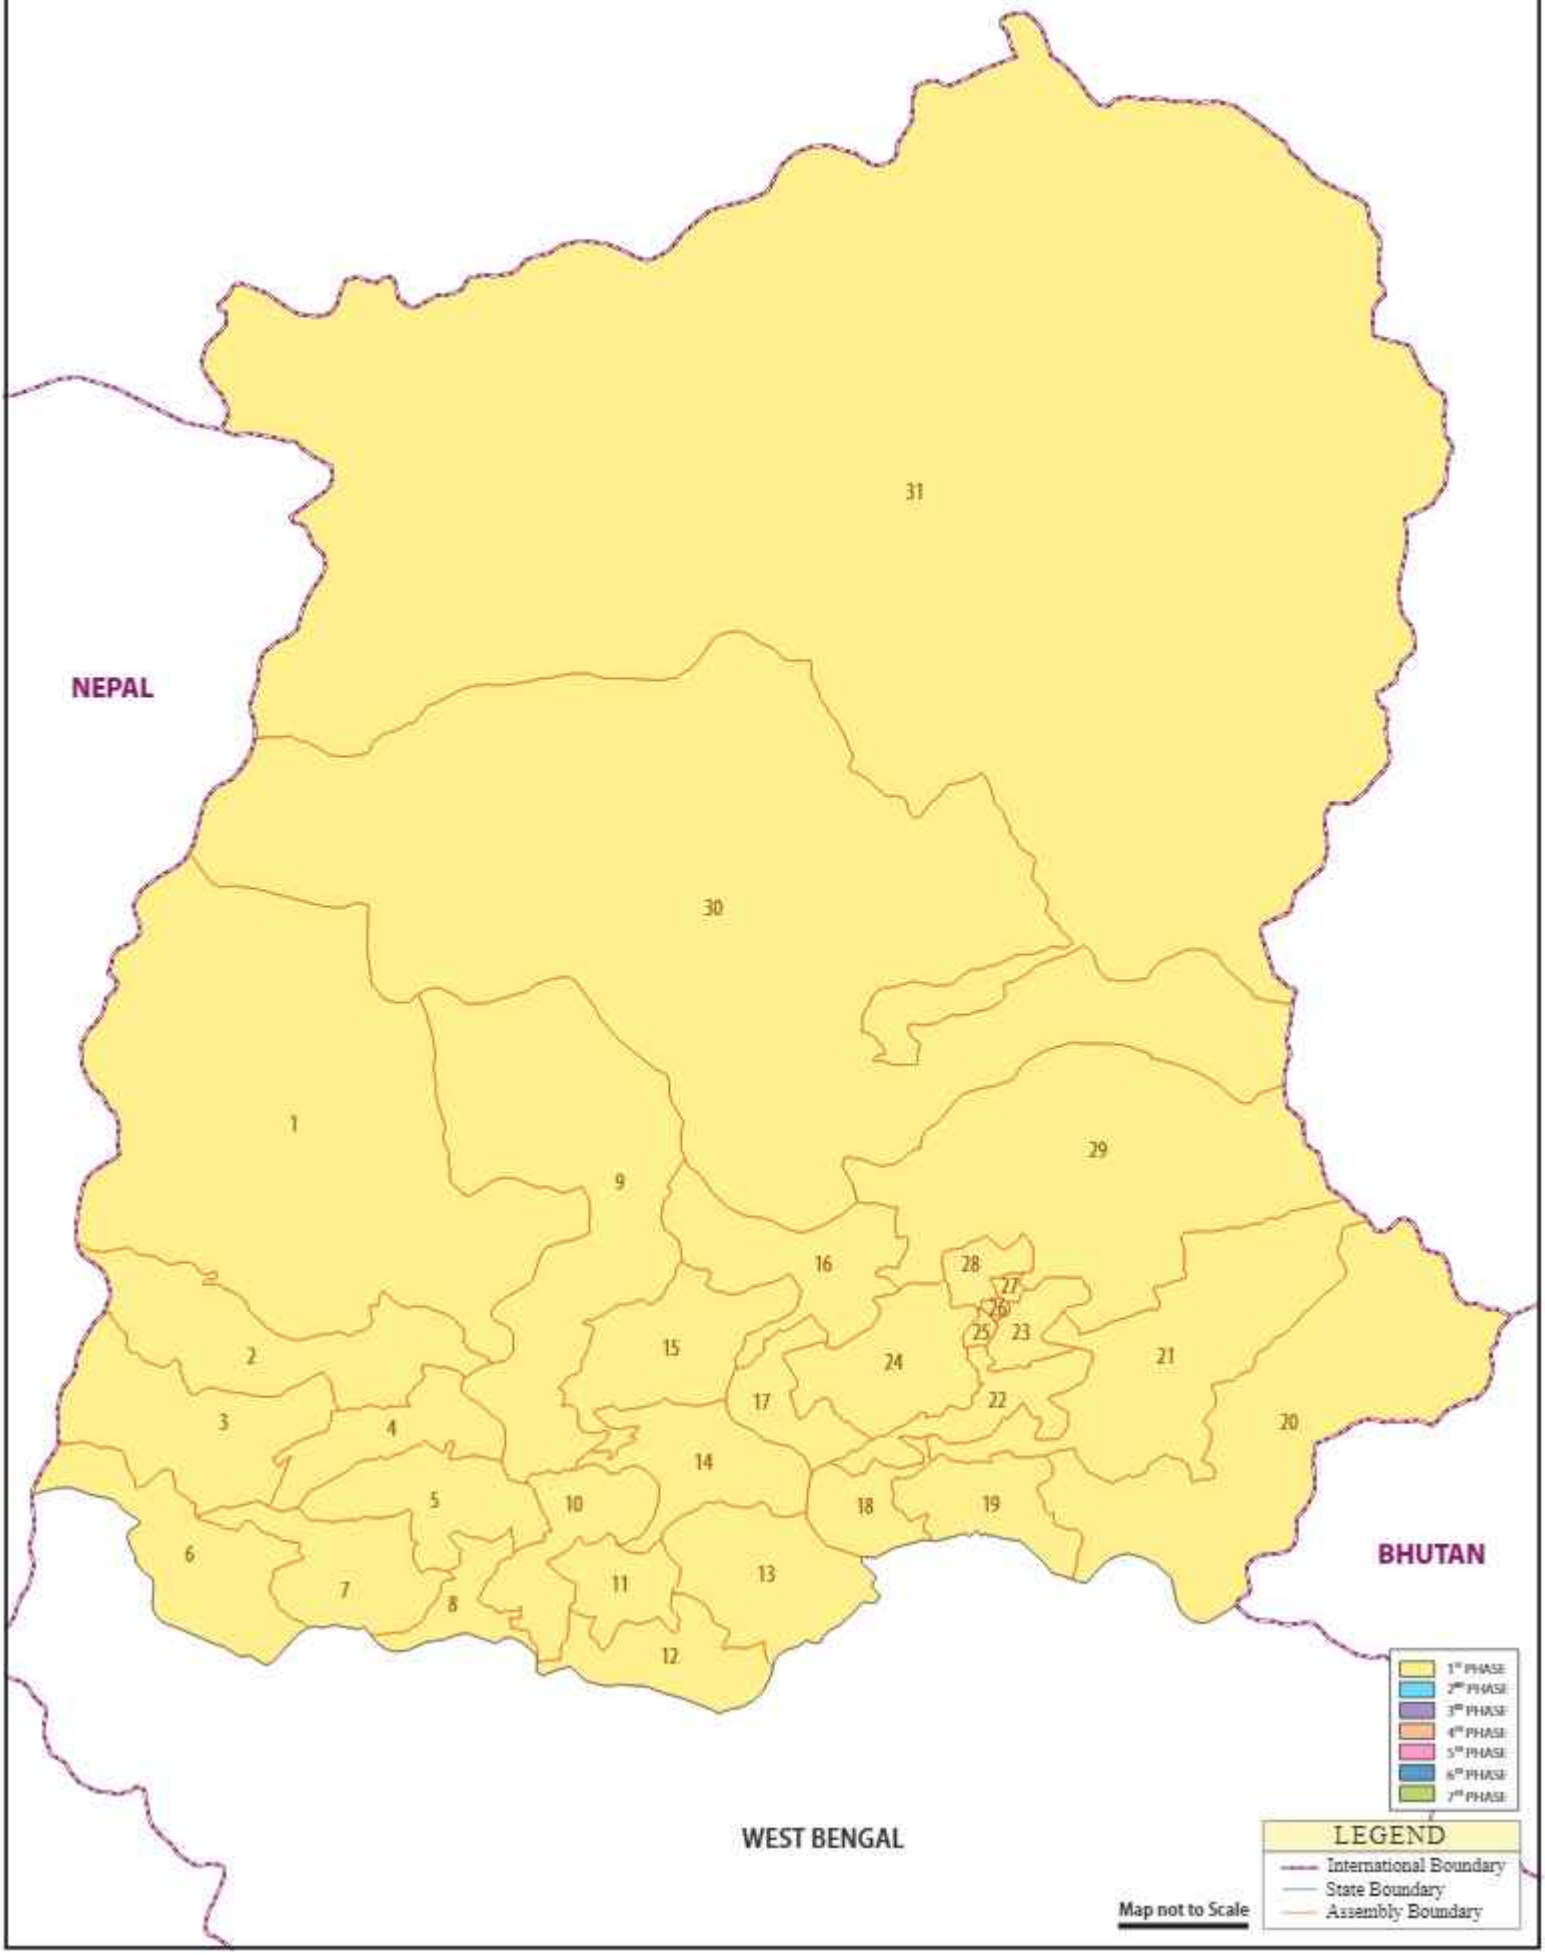 31
NEPAL
30
1
29
9
16
28
27
26
25
23
15
2
24
21
17
22
3
4
20
14
5
10
18
19
6
BHUTAN
7
11
13
8
12
1ST PHASE
2ND PHASE
3RD PHASE
4TH PHASE
5TH PHASE
6TH PHASE
7TH PHASE
WEST BENGAL
LEGEND
International Boundary
State Boundary
Assembly Boundary
Map not to Scale